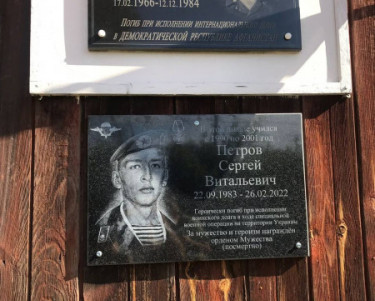 17.02.1966-12.12.1984
Погиб при исполнении
в Демократической Республике
учился
по 2001 год
Петров
Сергей
Витальевич
22.09.1983 - 26.02.2022
Героически погиб при исполнении
воинского долга в ходе специальной
военной операции на территории Украины
За мужество и героизм награждён
орденом Мужества
(посмертно)